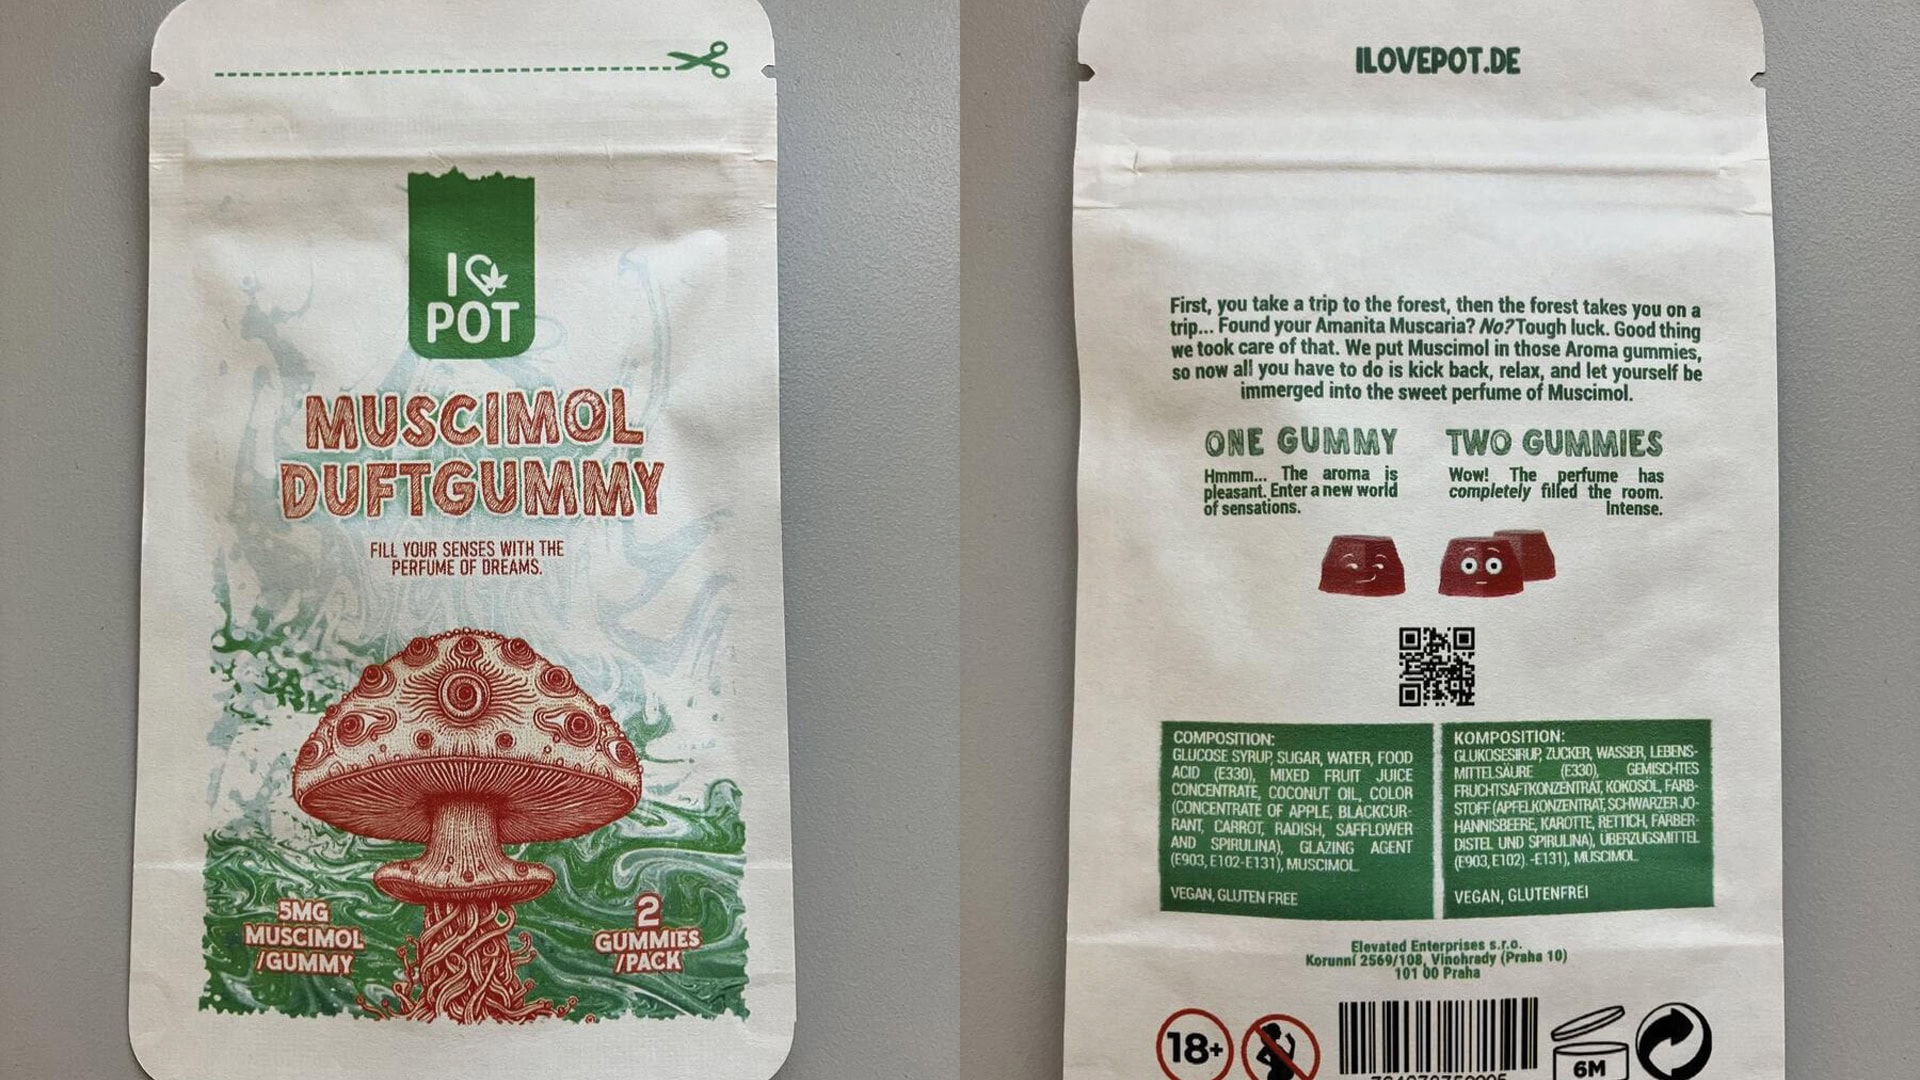 I POT
MUSCIMOL
DUFTGUMMY
FILL YOUR SENSES WITH THE
PERFUME OF DREAMS.
5MG
MUSCIMOL
/GUMMY
2
GUMMIES
/PACK
ILOVEPOT.DE
First, you take a trip to the forest, then the forest takes you on a
trip... Found your Amanita Muscaria? No? Tough luck. Good thing
we took care of that. We put Muscimol in those Aroma gummies,
so now all you have to do is kick back, relax, and let yourself be
immerged into the sweet perfume of Muscimol.
ONE GUMMY
Hmmm... The aroma is
pleasant. Enter a new world
of sensations.
TWO GUMMIES
Wow! The perfume has
completely filled the room.
Intense.
COMPOSITION:
GLUCOSE SYRUP, SUGAR, WATER, FOOD
ACID (E330), MIXED FRUIT JUICE
CONCENTRATE, COCONUT OIL, COLOR
(CONCENTRATE OF APPLE, BLACKCUR-
RANT, CARROT, RADISH, SAFFLOWER
AND SPIRULINA), GLAZING AGENT
(E903, E102-E131), MUSCIMOL.
VEGAN, GLUTEN FREE
KOMPOSITION:
GLUKOSESIRUP, ZUCKER, WASSER, LEBENS-
MITTELSÄURE (E330), GEMISCHTES
FRUCHTSAFTKONZENTRAT, KOKOSÖL, FARB-
STOFF (APFELKONZENTRAT, SCHWARZER JO-
HANNISBEERE, KAROTTE, RETTICH, FÄRBER-
DISTEL UND SPIRULINA), ÜBERZUGSMITTEL
(E903, E102). -E131), MUSCIMOL.
VEGAN, GLUTENFREI
Elevated Enterprises s.r.o.
Korunní 2569/108, Vinohrady (Praha 10)
101 00 Praha
18+
6M